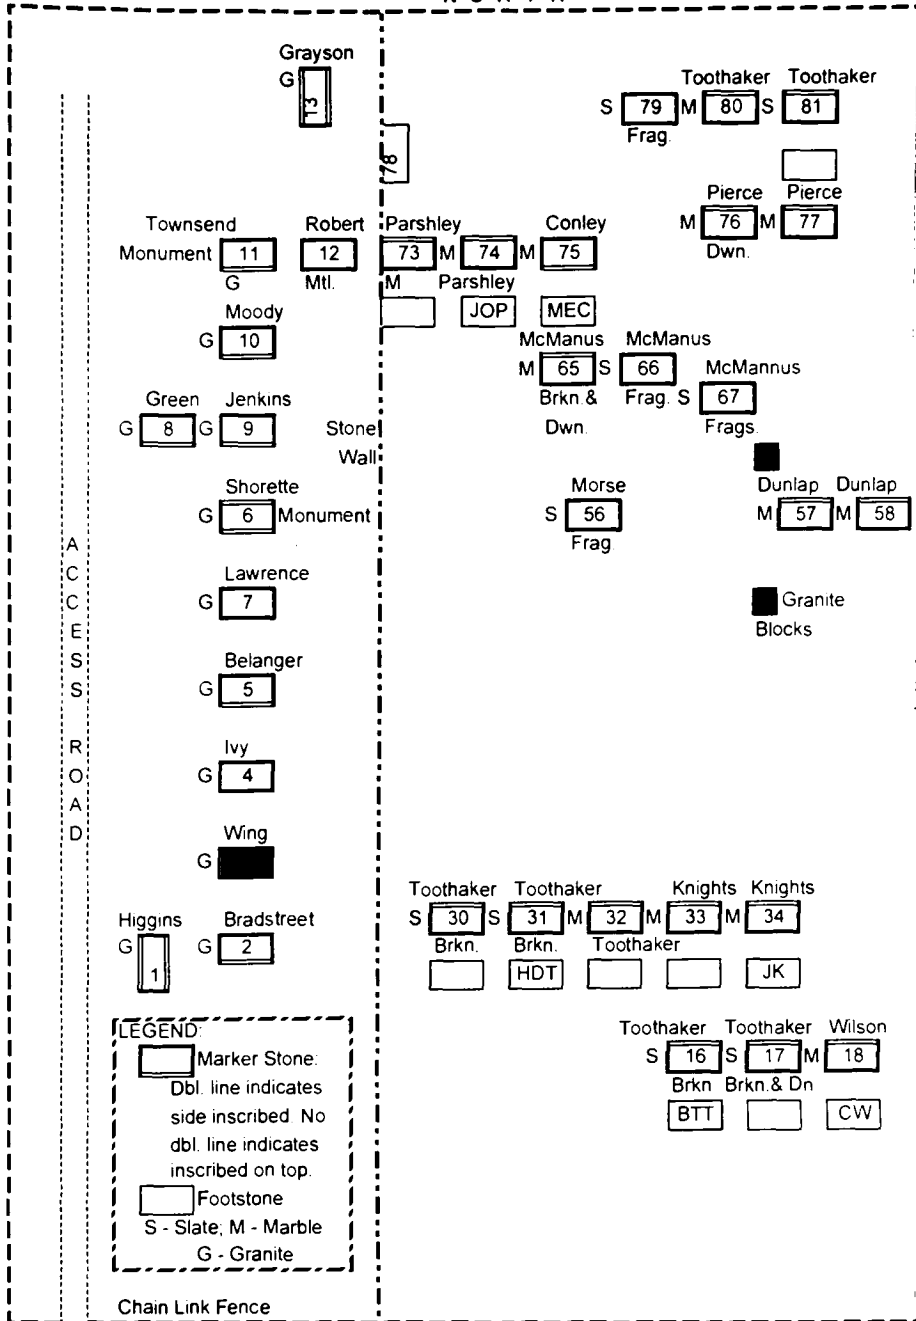 Grayson
G
T3
Toothaker Toothaker
S 79 M 80 S 81
Frag.
78
Pierce Pierce
M 76 M 77
Dwn.
Townsend Robert Parshley Conley
Monument 11 12 73 M 74 M 75
G Mtl. M Parshley
JOP MEC
Moody
G 10
McManus McManus
M 65 S 66 McMannus
Brkn.& Frag. S 67
Dwn. Frags.
Green Jenkins
G 8 G 9 Stone
Wall
Shorette
G 6 Monument
Morse
S 56
Frag.
Dunlap Dunlap
M 57 M 58
Lawrence
G 7
Granite
Blocks
Belanger
G 5
Ivy
G 4
Wing
G
ACCESS ROAD
Higgins Bradstreet
G 1 G 2
Toothaker Toothaker Knights Knights
S 30 S 31 M 32 M 33 M 34
Brkn. Brkn. Toothaker
HDT JK
Toothaker Toothaker Wilson
S 16 S 17 M 18
Brkn Brkn.& Dn
BTT CW
LEGEND:
Marker Stone:
Dbl. line indicates
side inscribed. No
dbl. line indicates
inscribed on top.
Footstone
S - Slate; M - Marble
G - Granite
Chain Link Fence